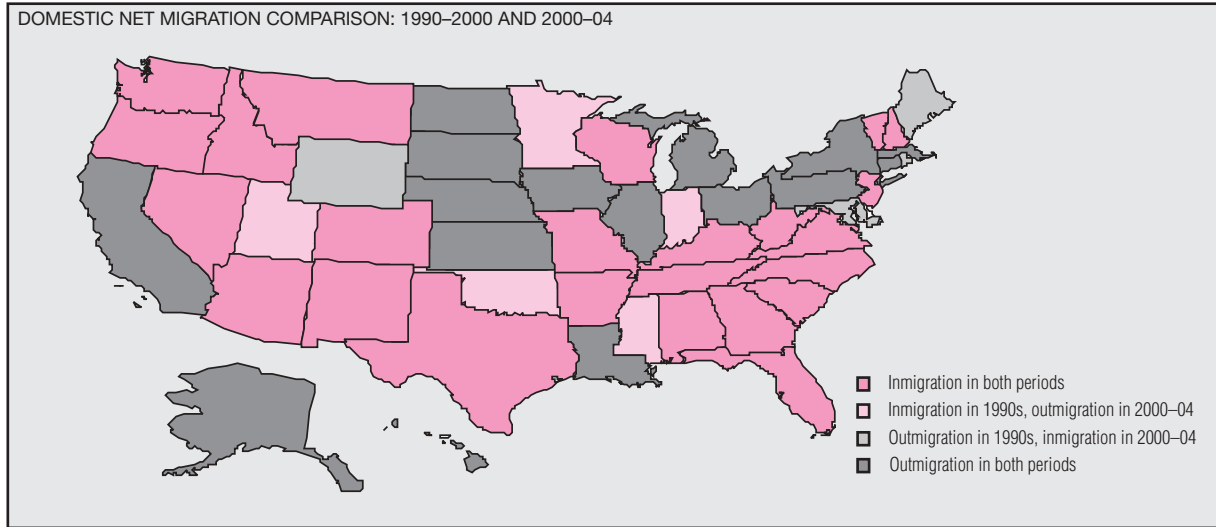 DOMESTIC NET MIGRATION COMPARISON: 1990–2000 AND 2000–04
Inmigration in both periods
Inmigration in 1990s, outmigration in 2000–04
Outmigration in 1990s, inmigration in 2000–04
Outmigration in both periods